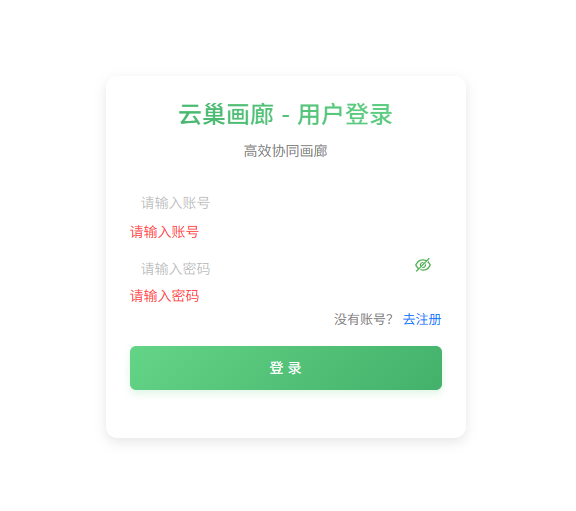 云巢画廊 - 用户登录
高效协同画廊
请输入账号
请输入账号
请输入密码
请输入密码
没有账号? 去注册
登 录